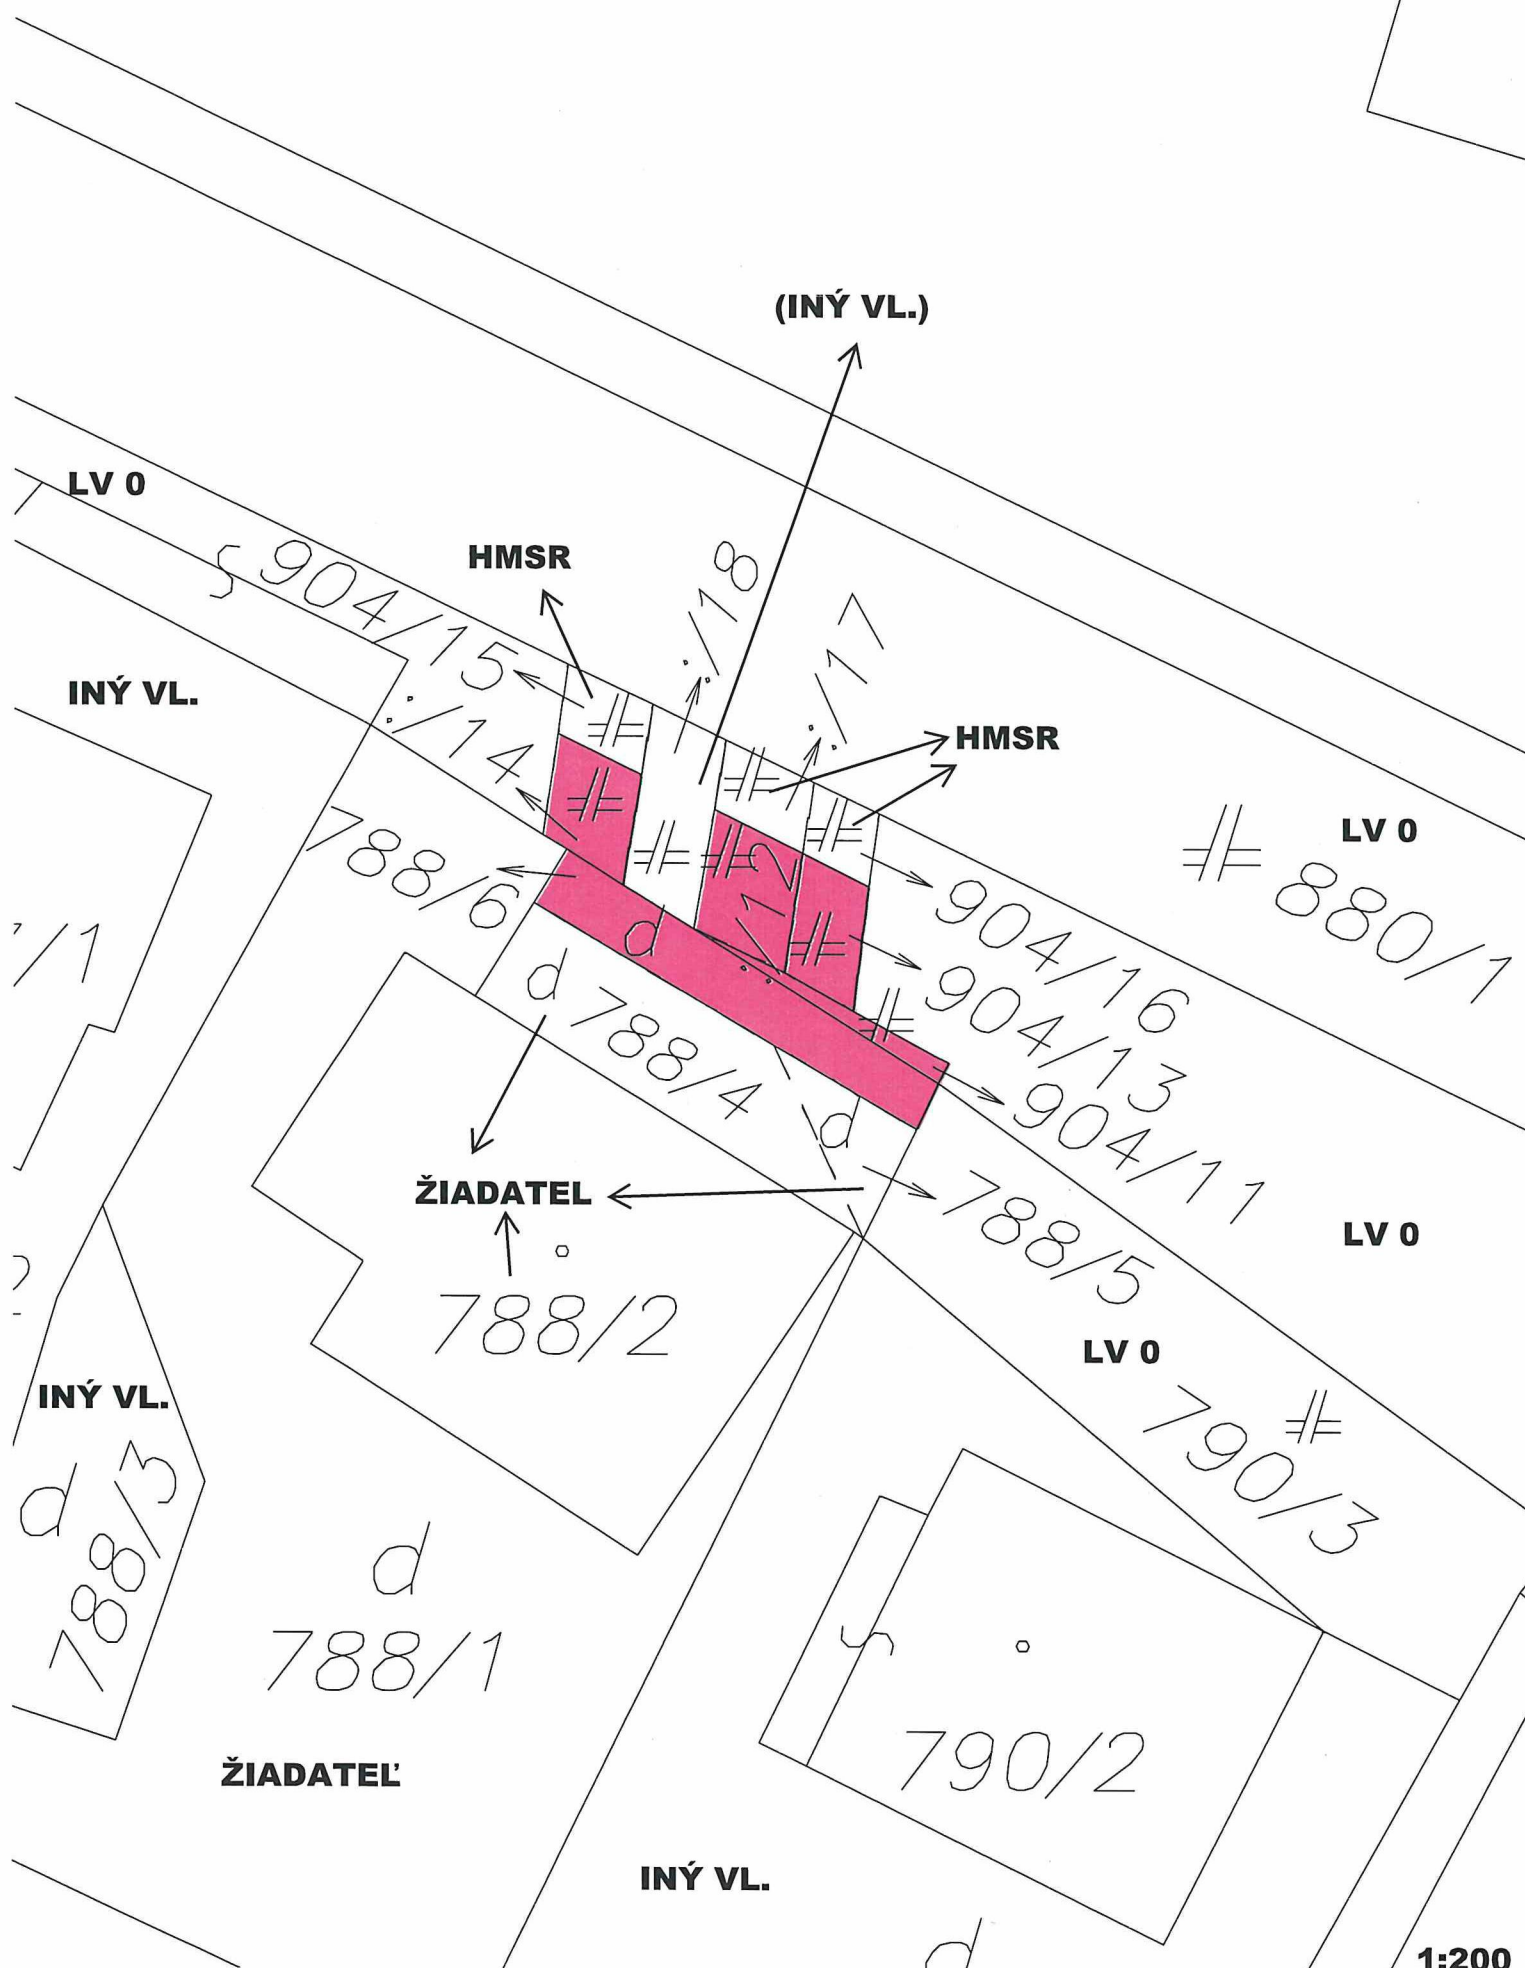 (INÝ VL.)
LV 0
HMSR
904/15
:/18
:/17
INÝ VL.
:/14
HMSR
LV 0
880/1
788/6
:/12
904/16
/1
d
d
788/4
904/13
904/11
d
ŽIADATEL
788/5
LV 0
788/2
LV 0
INÝ VL.
790/3
d
788/3
d
788/1
790/2
ŽIADATEĽ
INÝ VL.
d
1:200